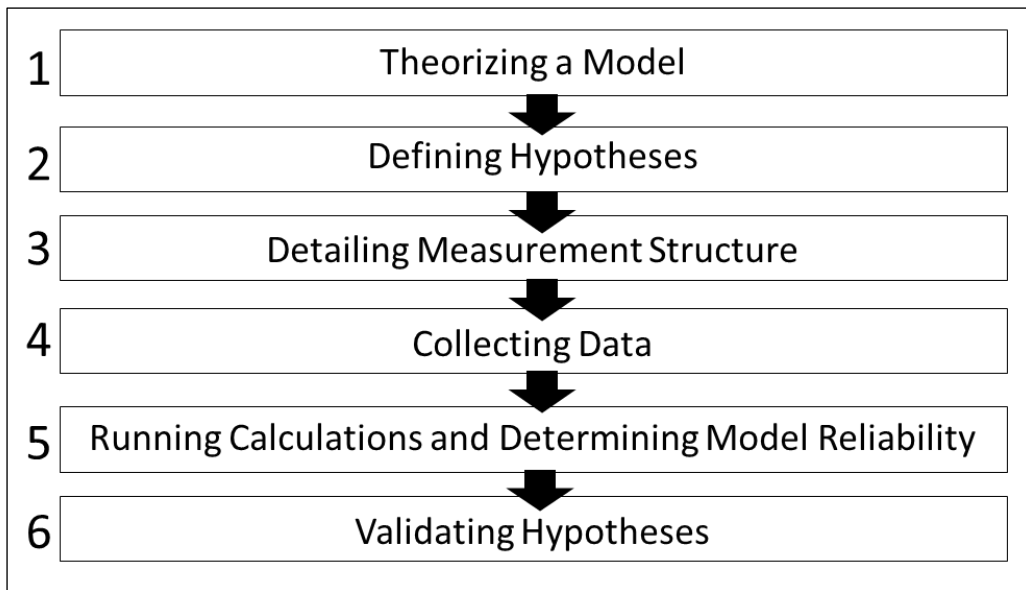 1 Theorizing a Model
2 Defining Hypotheses
3 Detailing Measurement Structure
4 Collecting Data
5 Running Calculations and Determining Model Reliability
6 Validating Hypotheses